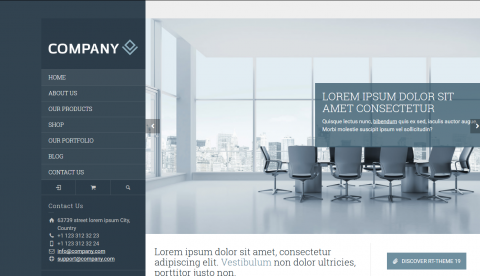 COMPANY
HOME
ABOUT US
OUR PRODUCTS
SHOP
OUR PORTFOLIO
BLOG
CONTACT US
Contact Us
63739 street lorem ipsum City,
Country
+1 123 312 32 23
+1 123 312 32 24
info@company.com
support@company.com
LOREM IPSUM DOLOR SIT
AMET CONSECTETUR
Quisque lectus nunc, bibendum quis ex sed, iaculis auctor aug
Morbi molestie suscipit ipsum vel sollicitudin?
Lorem ipsum dolor sit amet, consectetur
adipiscing elit. Vestibulum non dolor ultricies,
porttitor justo non.
DISCOVER RT-THEME 19